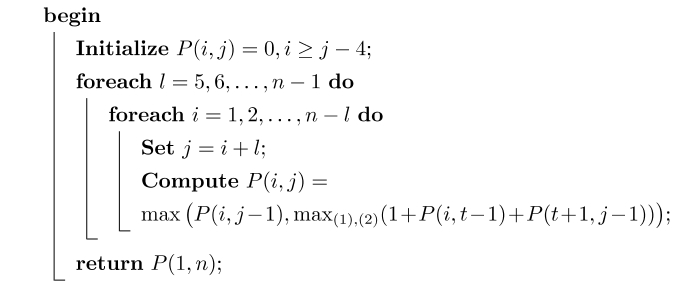 begin
Initialize P(i, j) = 0, i ≥ j − 4;
foreach l = 5, 6, . . . , n − 1 do
foreach i = 1, 2, . . . , n − l do
Set j = i + l;
Compute P(i, j) =
max (P(i, j−1), max(1),(2)(1+P(i, t−1)+P(t+1, j−1)));
return P(1, n);